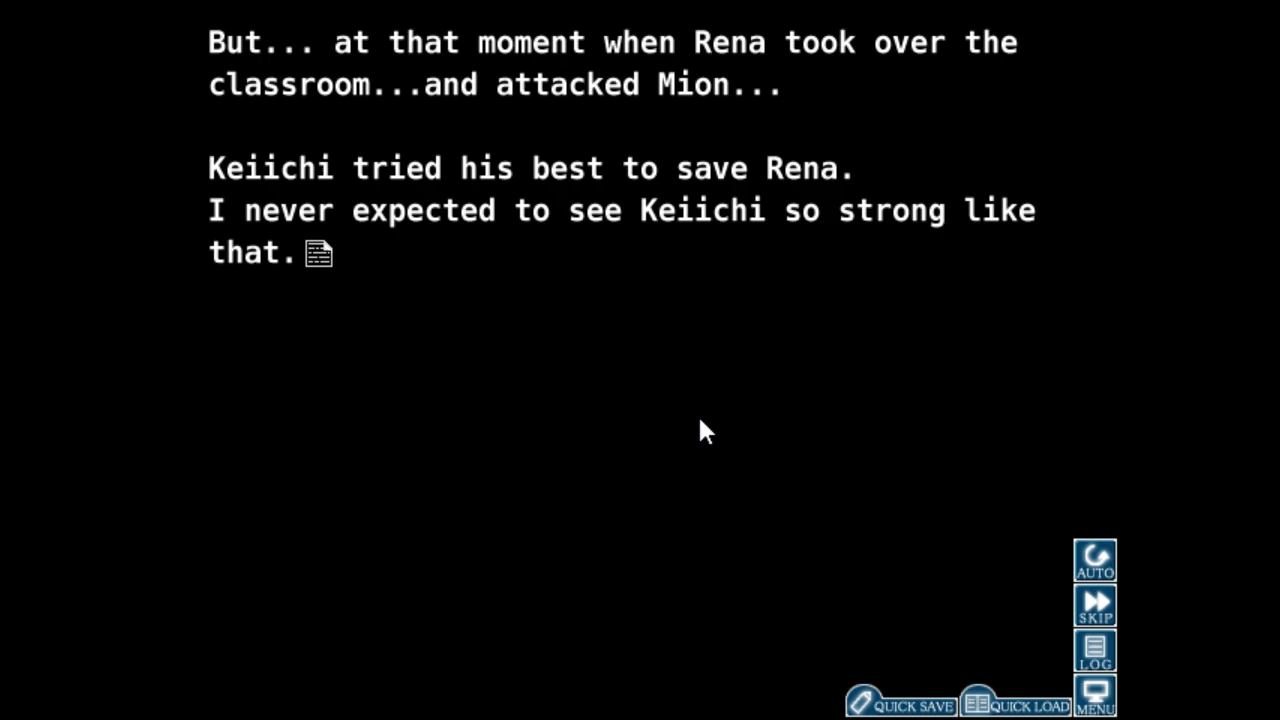 But... at that moment when Rena took over the
classroom...and attacked Mion...
Keiichi tried his best to save Rena.
I never expected to see Keiichi so strong like
that.
AUTO
SKIP
LOG
QUICK SAVE
QUICK LOAD
MENU